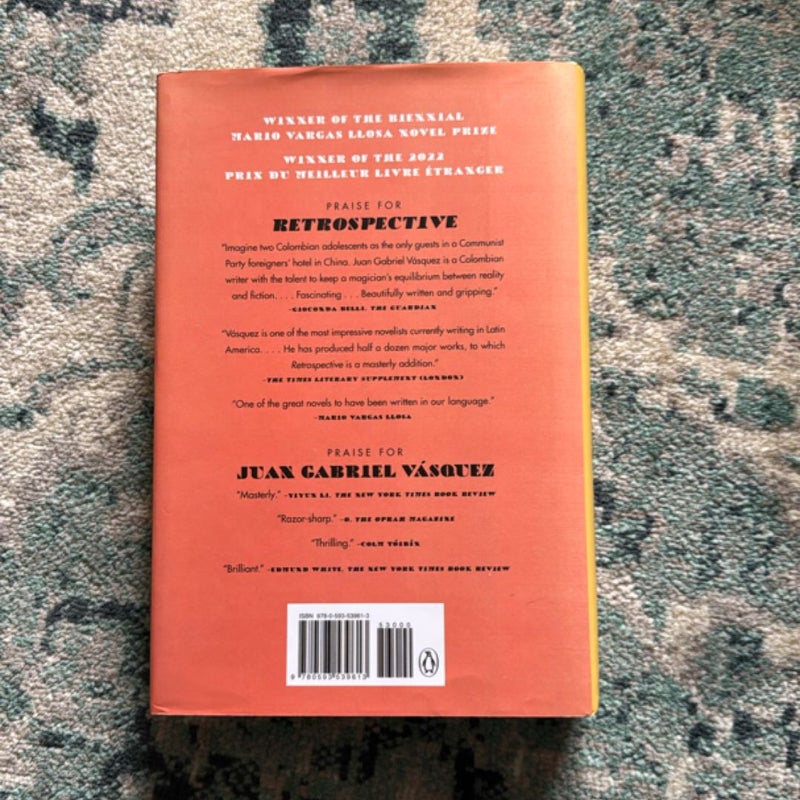 WINNER OF THE BIENNIAL
MARIO VARGAS LLOSA NOVEL PRIZE
WINNER OF THE 2022
PRIX DU MEILLEUR LIVRE ÉTRANGER
PRAISE FOR
RETROSPECTIVE
“Imagine two Colombian adolescents as the only guests in a Communist
Party foreigners’ hotel in China. Juan Gabriel Vásquez is a Colombian
writer with the talent to keep a magician’s equilibrium between reality
and fiction. . . . Fascinating . . . Beautifully written and gripping.”
–GIOCONDA BELLI, THE GUARDIAN
“Vásquez is one of the most impressive novelists currently writing in Latin
America. . . . He has produced half a dozen major works, to which
Retrospective is a masterly addition.”
–THE TIMES LITERARY SUPPLEMENT (LONDON)
“One of the great novels to have been written in our language.”
–MARIO VARGAS LLOSA
PRAISE FOR
JUAN GABRIEL VÁSQUEZ
“Masterly.” –YIYUN LI, THE NEW YORK TIMES BOOK REVIEW
“Razor-sharp.” –O, THE OPRAH MAGAZINE
“Thrilling.” –COLM TÓIBÍN
“Brilliant.” –EDMUND WHITE, THE NEW YORK TIMES BOOK REVIEW
ISBN 978-0-593-53961-3
53000
9 780593 539613